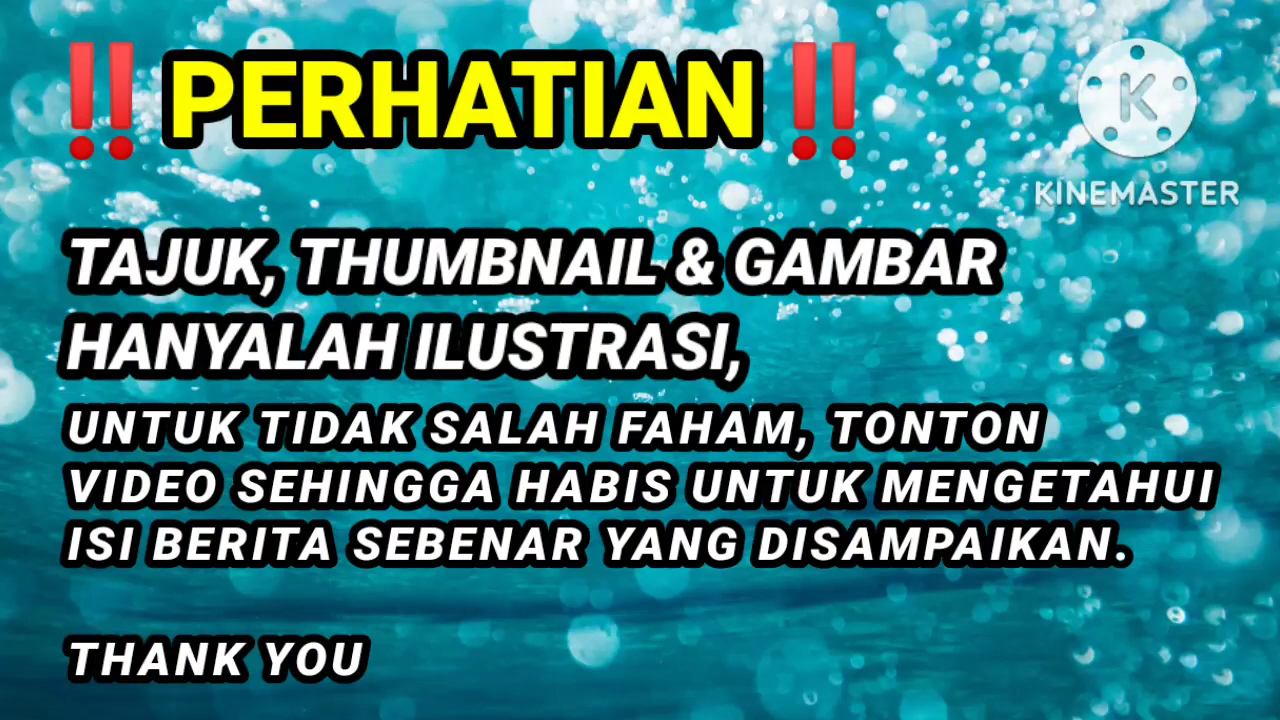 ‼PERHATIAN‼
K
KINEMASTER
TAJUK, THUMBNAIL & GAMBAR
HANYALAH ILUSTRASI,
UNTUK TIDAK SALAH FAHAM, TONTON
VIDEO SEHINGGA HABIS UNTUK MENGETAHUI
ISI BERITA SEBENAR YANG DISAMPAIKAN.
THANK YOU